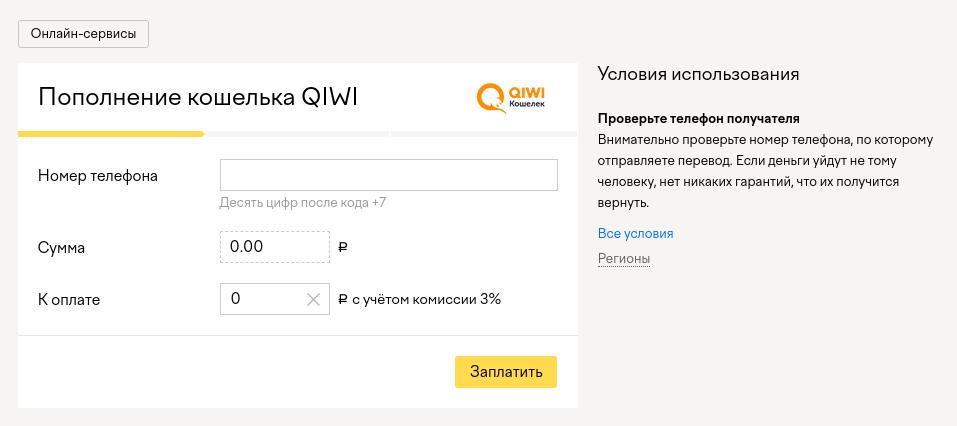 Онлайн-сервисы
Пополнение кошелька QIWI
QIWI
Кошелек
Номер телефона
Десять цифр после кода +7
Сумма
0.00 ₽
К оплате
0 ₽ с учётом комиссии 3%
Заплатить
Условия использования
Проверьте телефон получателя
Внимательно проверьте номер телефона, по которому
отправляете перевод. Если деньги уйдут не тому
человеку, нет никаких гарантий, что их получится
вернуть.
Все условия
Регионы